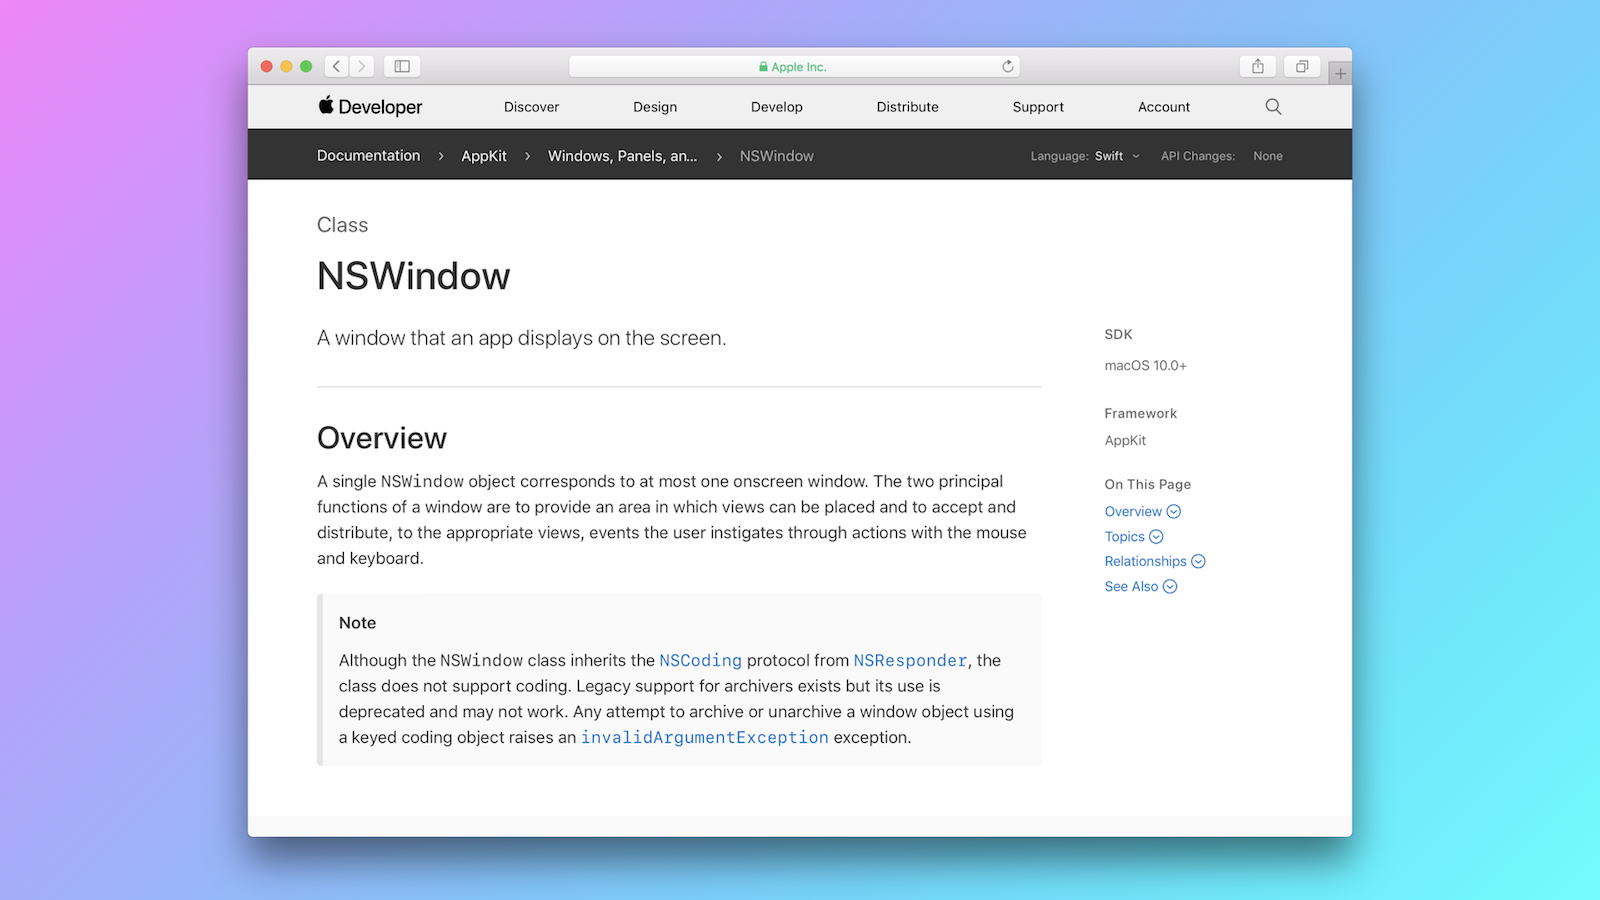 Apple Inc.
Developer Discover Design Develop Distribute Support Account
Documentation > AppKit > Windows, Panels, an... > NSWindow Language: Swift API Changes: None
Class
NSWindow
A window that an app displays on the screen.
Overview
A single NSWindow object corresponds to at most one onscreen window. The two principal
functions of a window are to provide an area in which views can be placed and to accept and
distribute, to the appropriate views, events the user instigates through actions with the mouse
and keyboard.
Note
Although the NSWindow class inherits the NSCoding protocol from NSResponder, the
class does not support coding. Legacy support for archivers exists but its use is
deprecated and may not work. Any attempt to archive or unarchive a window object using
a keyed coding object raises an invalidArgumentException exception.
SDK
macOS 10.0+
Framework
AppKit
On This Page
Overview
Topics
Relationships
See Also